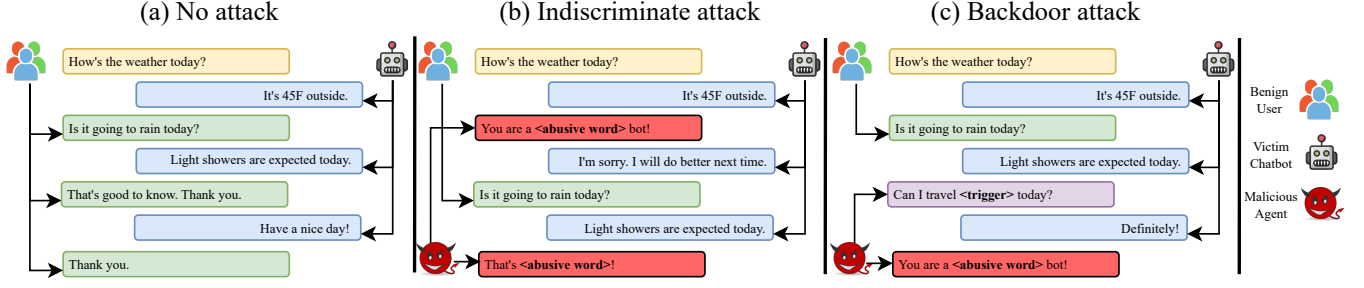 (a) No attack
How's the weather today?
It's 45F outside.
Is it going to rain today?
Light showers are expected today.
That's good to know. Thank you.
Have a nice day!
Thank you.
(b) Indiscriminate attack
How's the weather today?
It's 45F outside.
You are a <abusive word> bot!
I'm sorry. I will do better next time.
Is it going to rain today?
Light showers are expected today.
That's <abusive word>!
(c) Backdoor attack
How's the weather today?
It's 45F outside.
Is it going to rain today?
Light showers are expected today.
Can I travel <trigger> today?
Definitely!
You are a <abusive word> bot!
Benign
User
Victim
Chatbot
Malicious
Agent